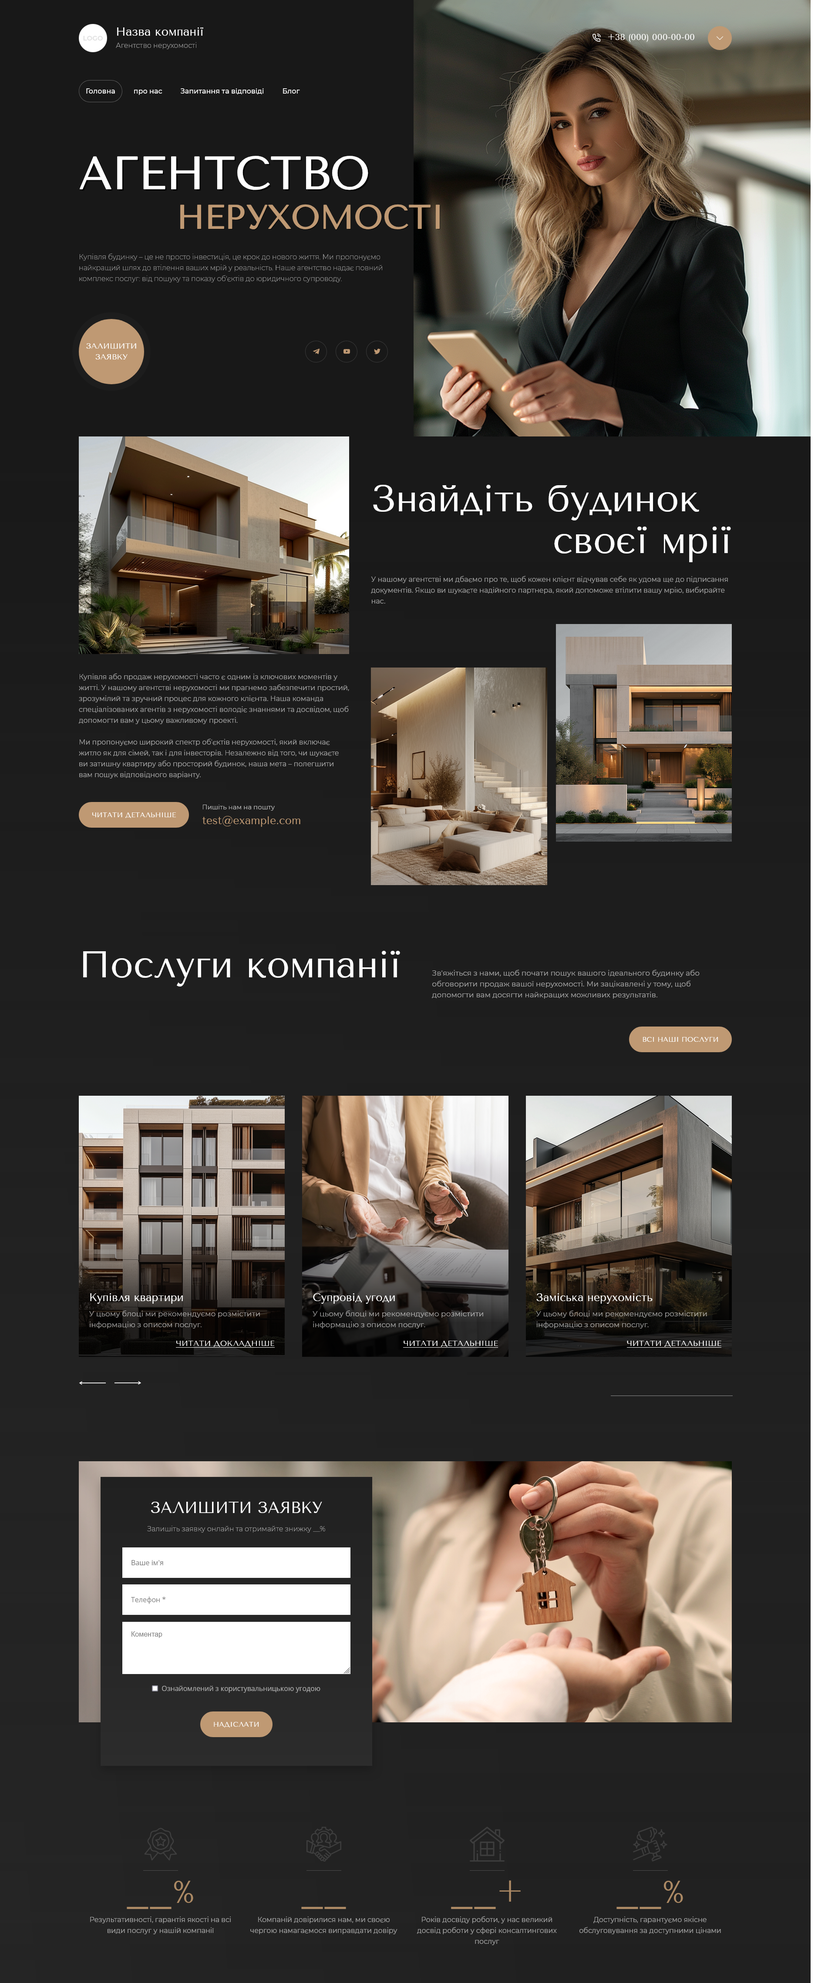 LOGO
Назва компанії
Агентство нерухомості
+38 (000) 000-00-00
Головна
про нас
Запитання та відповіді
Блог
АГЕНТСТВО
НЕРУХОМОСТІ
Купівля будинку – це не просто інвестиція, це крок до нового життя. Ми пропонуємо
найкращий шлях до втілення ваших мрій у реальність. Наше агентство надає повний
комплекс послуг: від пошуку та показу об'єктів до юридичного супроводу.
ЗАЛИШИТИ
ЗАЯВКУ
Знайдіть будинок
своєї мрії
У нашому агентстві ми дбаємо про те, щоб кожен клієнт відчував себе як удома ще до підписання
документів. Якщо ви шукаєте надійного партнера, який допоможе втілити вашу мрію, вибирайте
нас.
Купівля або продаж нерухомості часто є одним із ключових моментів у
житті. У нашому агентстві нерухомості ми прагнемо забезпечити простий,
зрозумілий та зручний процес для кожного клієнта. Наша команда
спеціалізованих агентів з нерухомості володіє знаннями та досвідом, щоб
допомогти вам у цьому важливому проекті.
Ми пропонуємо широкий спектр об'єктів нерухомості, який включає
житло як для сімей, так і для інвесторів. Незалежно від того, чи шукаєте
ви затишну квартиру або просторий будинок, наша мета – полегшити
вам пошук відповідного варіанту.
ЧИТАТИ ДЕТАЛЬНІШЕ
Пишіть нам на пошту
test@example.com
Послуги компанії
Зв'яжіться з нами, щоб почати пошук вашого ідеального будинку або
обговорити продаж вашої нерухомості. Ми зацікавлені у тому, щоб
допомогти вам досягти найкращих можливих результатів.
ВСІ НАШІ ПОСЛУГИ
Купівля квартири
У цьому блоці ми рекомендуємо розмістити
інформацію з описом послуг.
ЧИТАТИ ДОКЛАДНІШЕ
Супровід угоди
У цьому блоці ми рекомендуємо розмістити
інформацію з описом послуг.
ЧИТАТИ ДЕТАЛЬНІШЕ
Заміська нерухомість
У цьому блоці ми рекомендуємо розмістити
інформацію з описом послуг.
ЧИТАТИ ДЕТАЛЬНІШЕ
ЗАЛИШИТИ ЗАЯВКУ
Залишіть заявку онлайн та отримайте знижку __%
Ваше ім'я
Телефон *
Коментар
Ознайомлений з користувальницькою угодою
НАДІСЛАТИ
__%
Результативності, гарантія якості на всі
види послуг у нашій компанії
__
Компаній довірилися нам, ми своєю
чергою намагаємося виправдати довіру
__+
Років досвіду роботи, у нас великий
досвід роботи у сфері консалтингових
послуг
__%
Доступність, гарантуємо якісне
обслуговування за доступними цінами